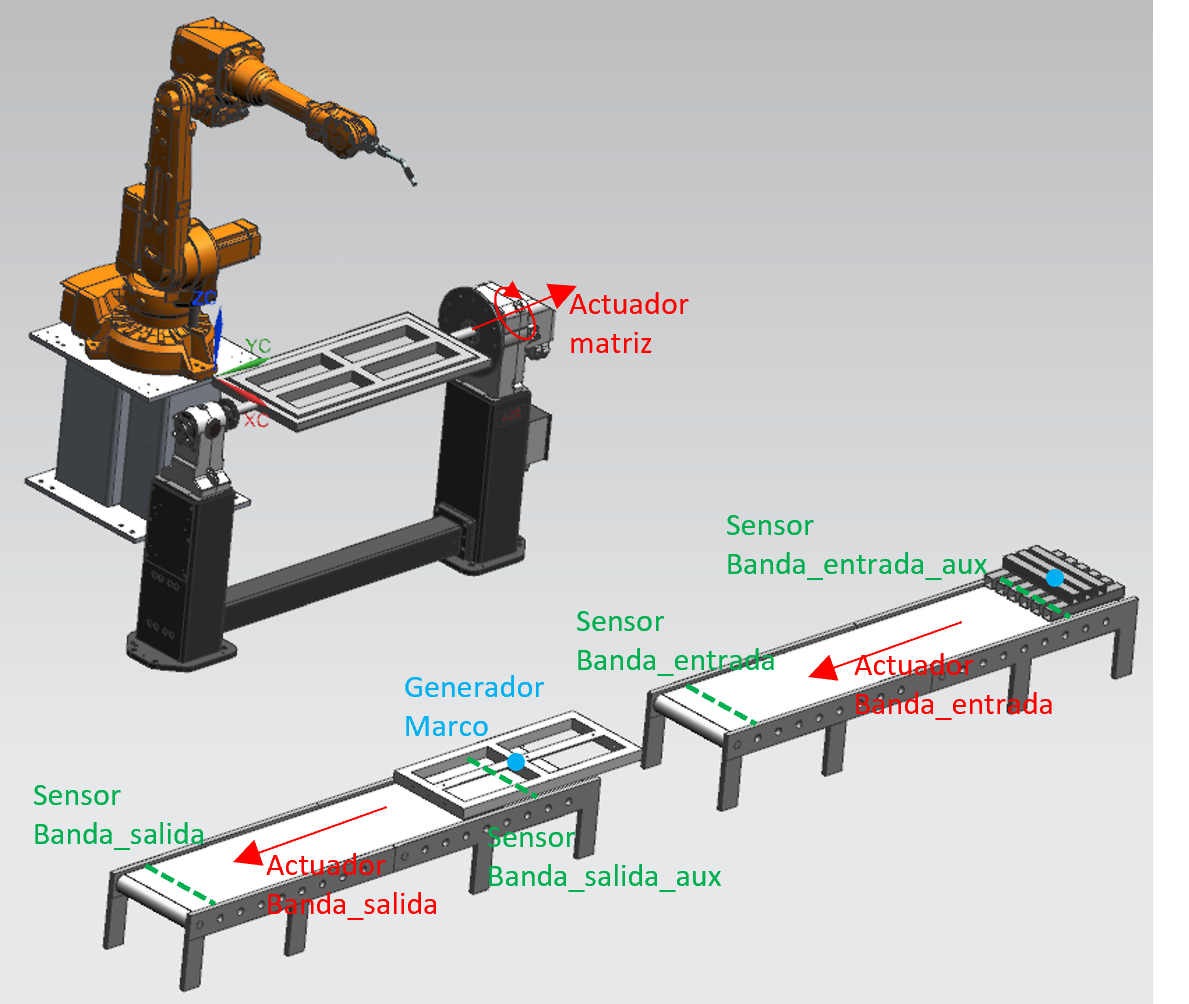 ZC
YC
XC
Actuador
matriz
Sensor
Banda_entrada_aux
Sensor
Banda_entrada
Actuador
Banda_entrada
Generador
Marco
Sensor
Banda_salida
Sensor
Banda_salida_aux
Actuador
Banda_salida